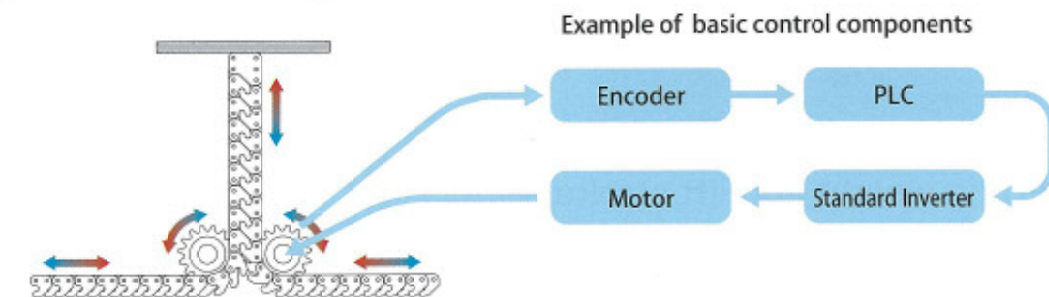 Example of basic control components
Encoder
PLC
Motor
Standard Inverter